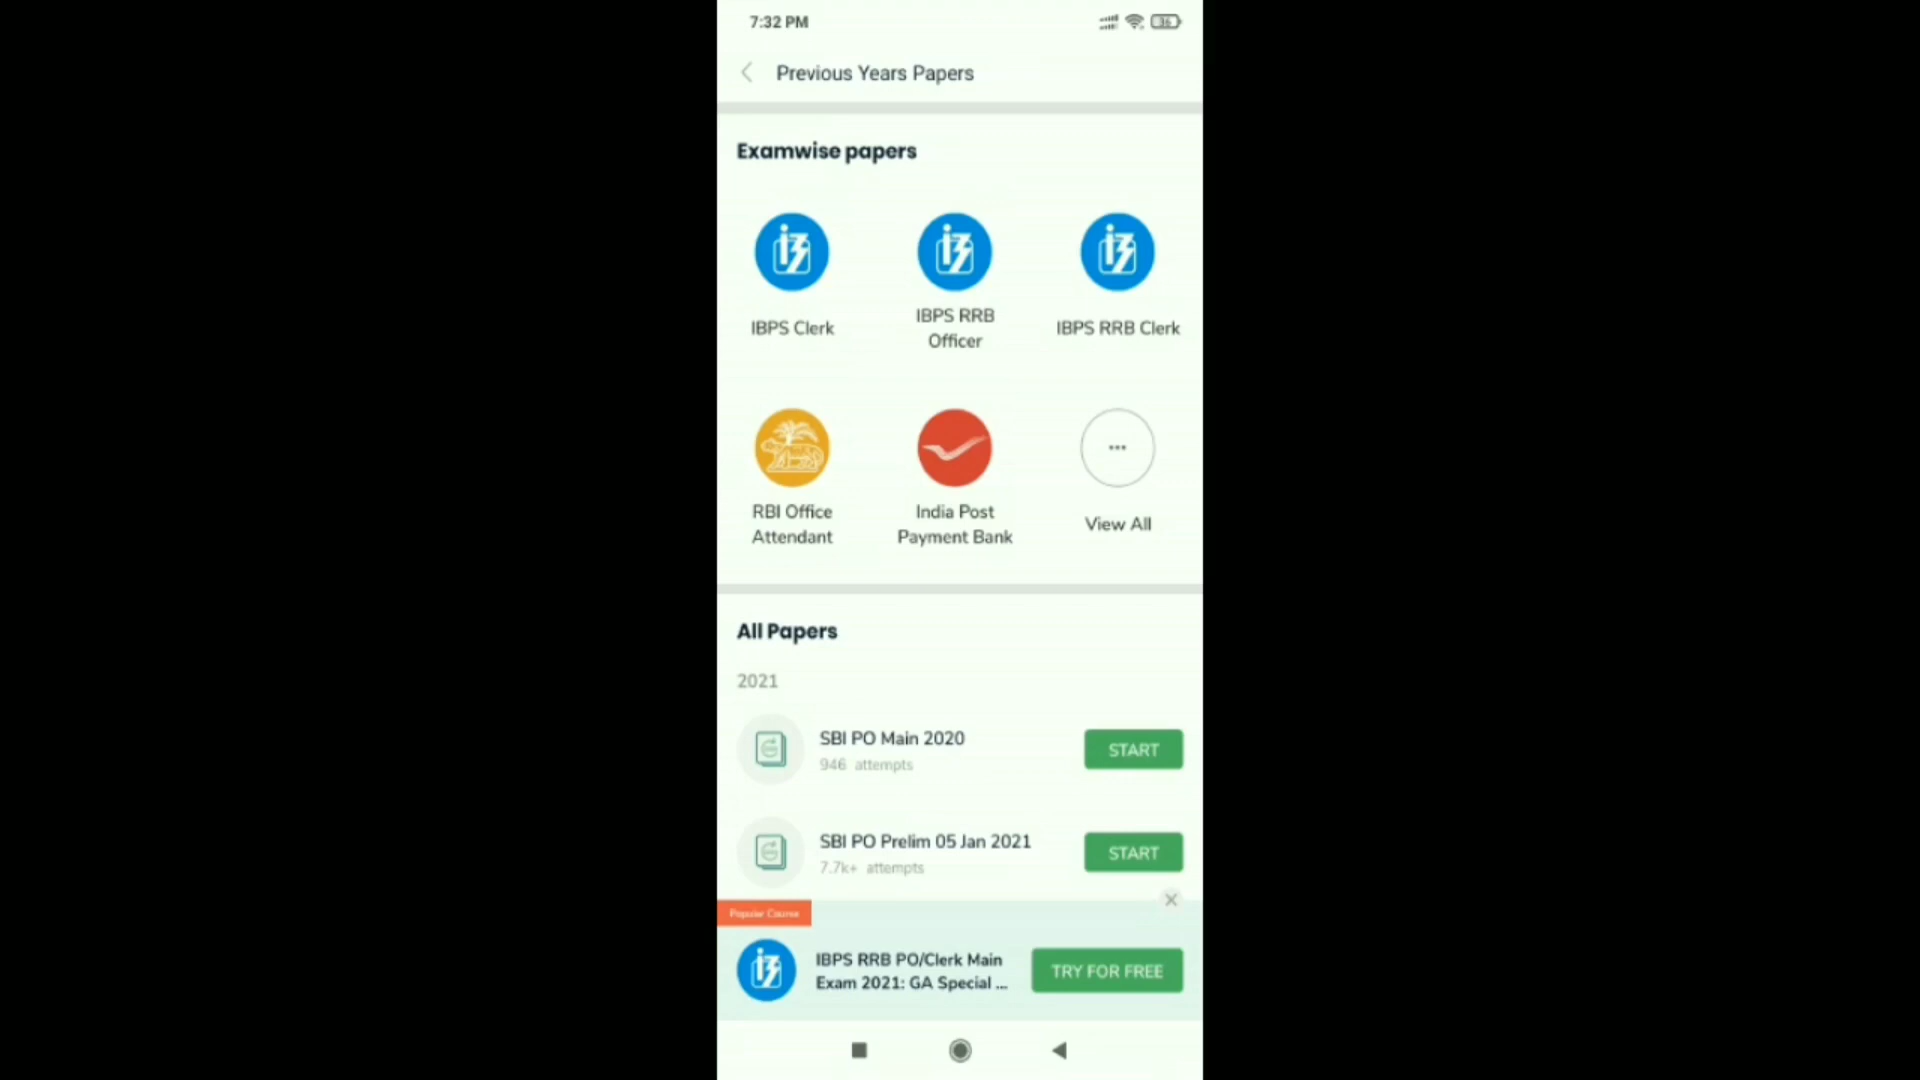 7:32 PM
36
Previous Years Papers
Examwise papers
IBPS Clerk
IBPS RRB
Officer
IBPS RRB Clerk
RBI Office
Attendant
India Post
Payment Bank
View All
All Papers
2021
SBI PO Main 2020
946 attempts
START
SBI PO Prelim 05 Jan 2021
7.7k+ attempts
START
Popular Course
IBPS RRB PO/Clerk Main
Exam 2021: GA Special ...
TRY FOR FREE